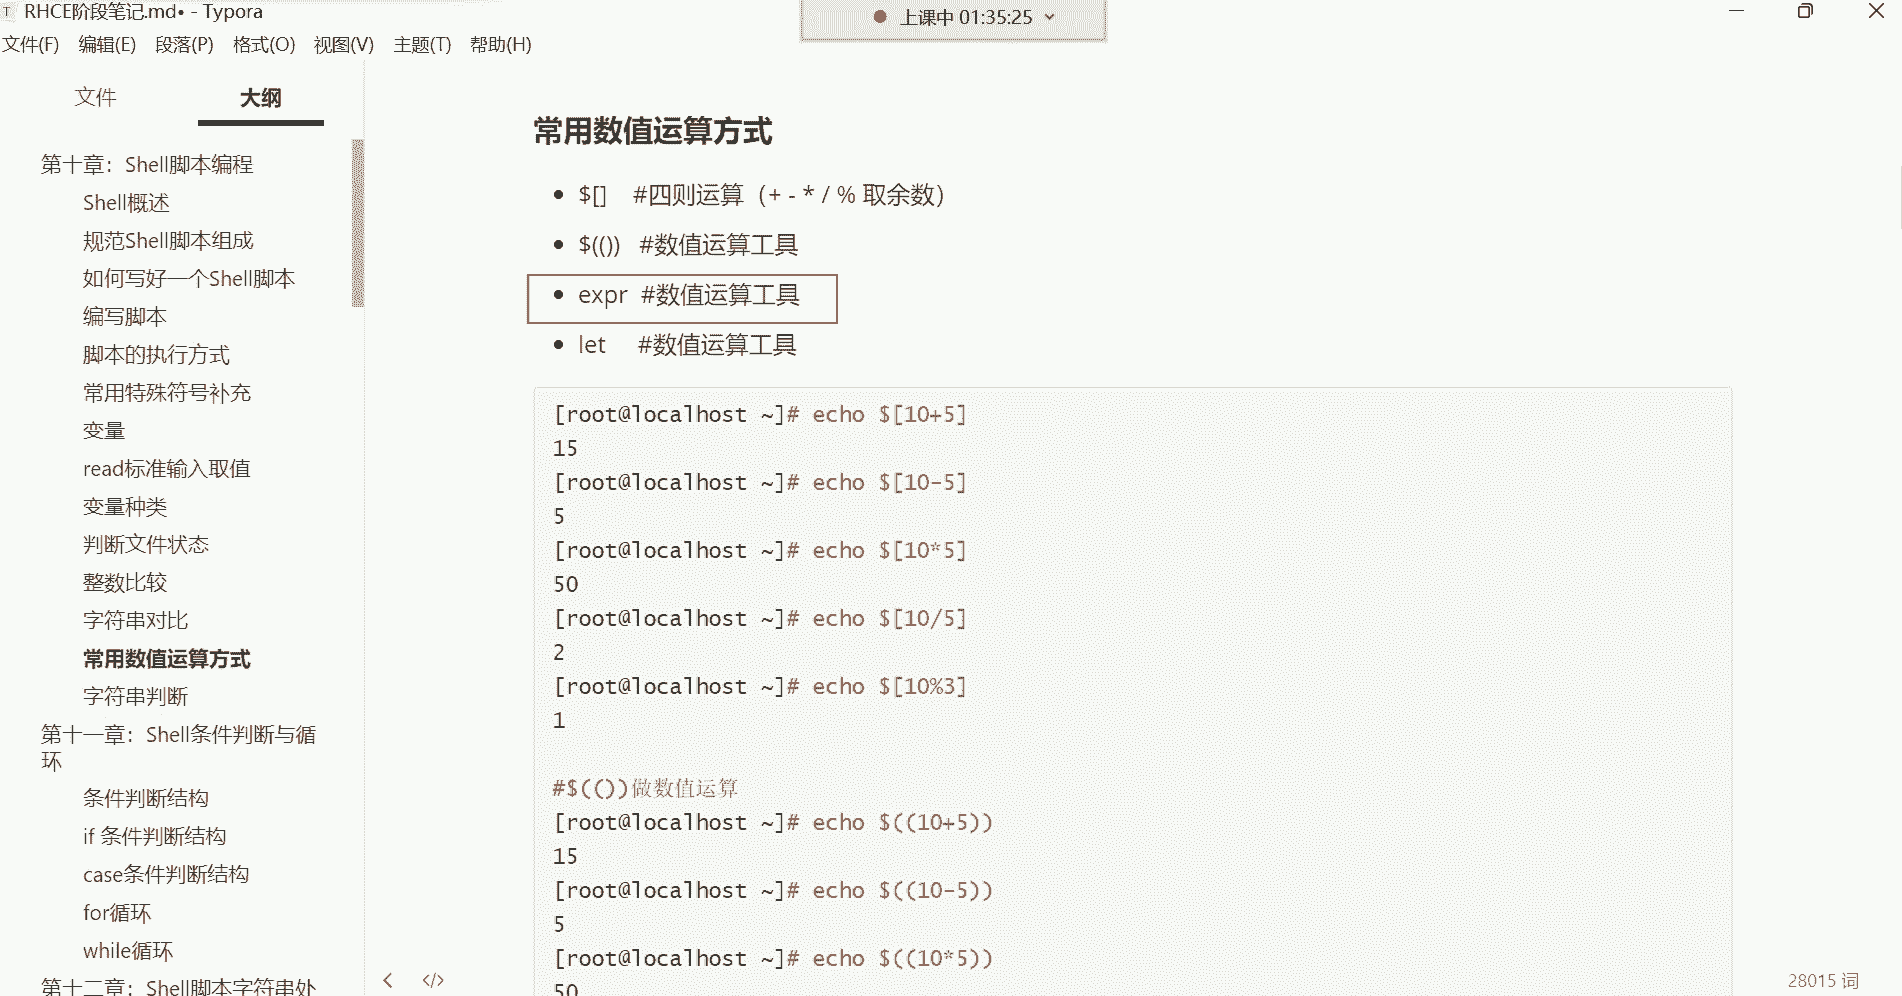 RHCE阶段笔记.md• - Typora
上课中 01:35:25
文件(F) 编辑(E) 段落(P) 格式(O) 视图(V) 主题(T) 帮助(H)
文件 大纲
第十章：Shell脚本编程
Shell概述
规范Shell脚本组成
如何写好一个Shell脚本
编写脚本
脚本的执行方式
常用特殊符号补充
变量
read标准输入取值
变量种类
判断文件状态
整数比较
字符串对比
常用数值运算方式
字符串判断
第十一章：Shell条件判断与循
环
条件判断结构
if 条件判断结构
case条件判断结构
for循环
while循环
第十二章：Shell脚本字符串处
常用数值运算方式
• $[] #四则运算（+ - * / % 取余数）
• $(()) #数值运算工具
• expr #数值运算工具
• let #数值运算工具
[root@localhost ~]# echo $[10+5]
15
[root@localhost ~]# echo $[10-5]
5
[root@localhost ~]# echo $[10*5]
50
[root@localhost ~]# echo $[10/5]
2
[root@localhost ~]# echo $[10%3]
1
#$(())做数值运算
[root@localhost ~]# echo $((10+5))
15
[root@localhost ~]# echo $((10-5))
5
[root@localhost ~]# echo $((10*5))
50
28015 词